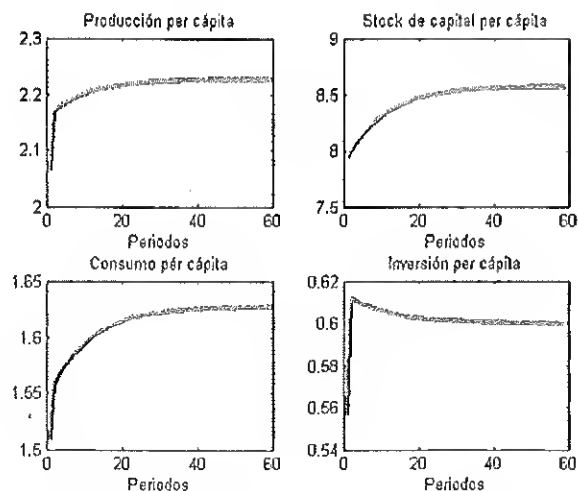 Producción per cápita
2.3
2.2
2.1
2
0 20 40 60
Periodos
Stock de capital per cápita
9
8.5
8
7.5
0 20 40 60
Periodos
Consumo pér cápita
1.65
1.6
1.55
1.5
0 20 40 60
Periodos
Inversión per cápita
0.62
0.6
0.58
0.56
0.54
0 20 40 60
Periodos